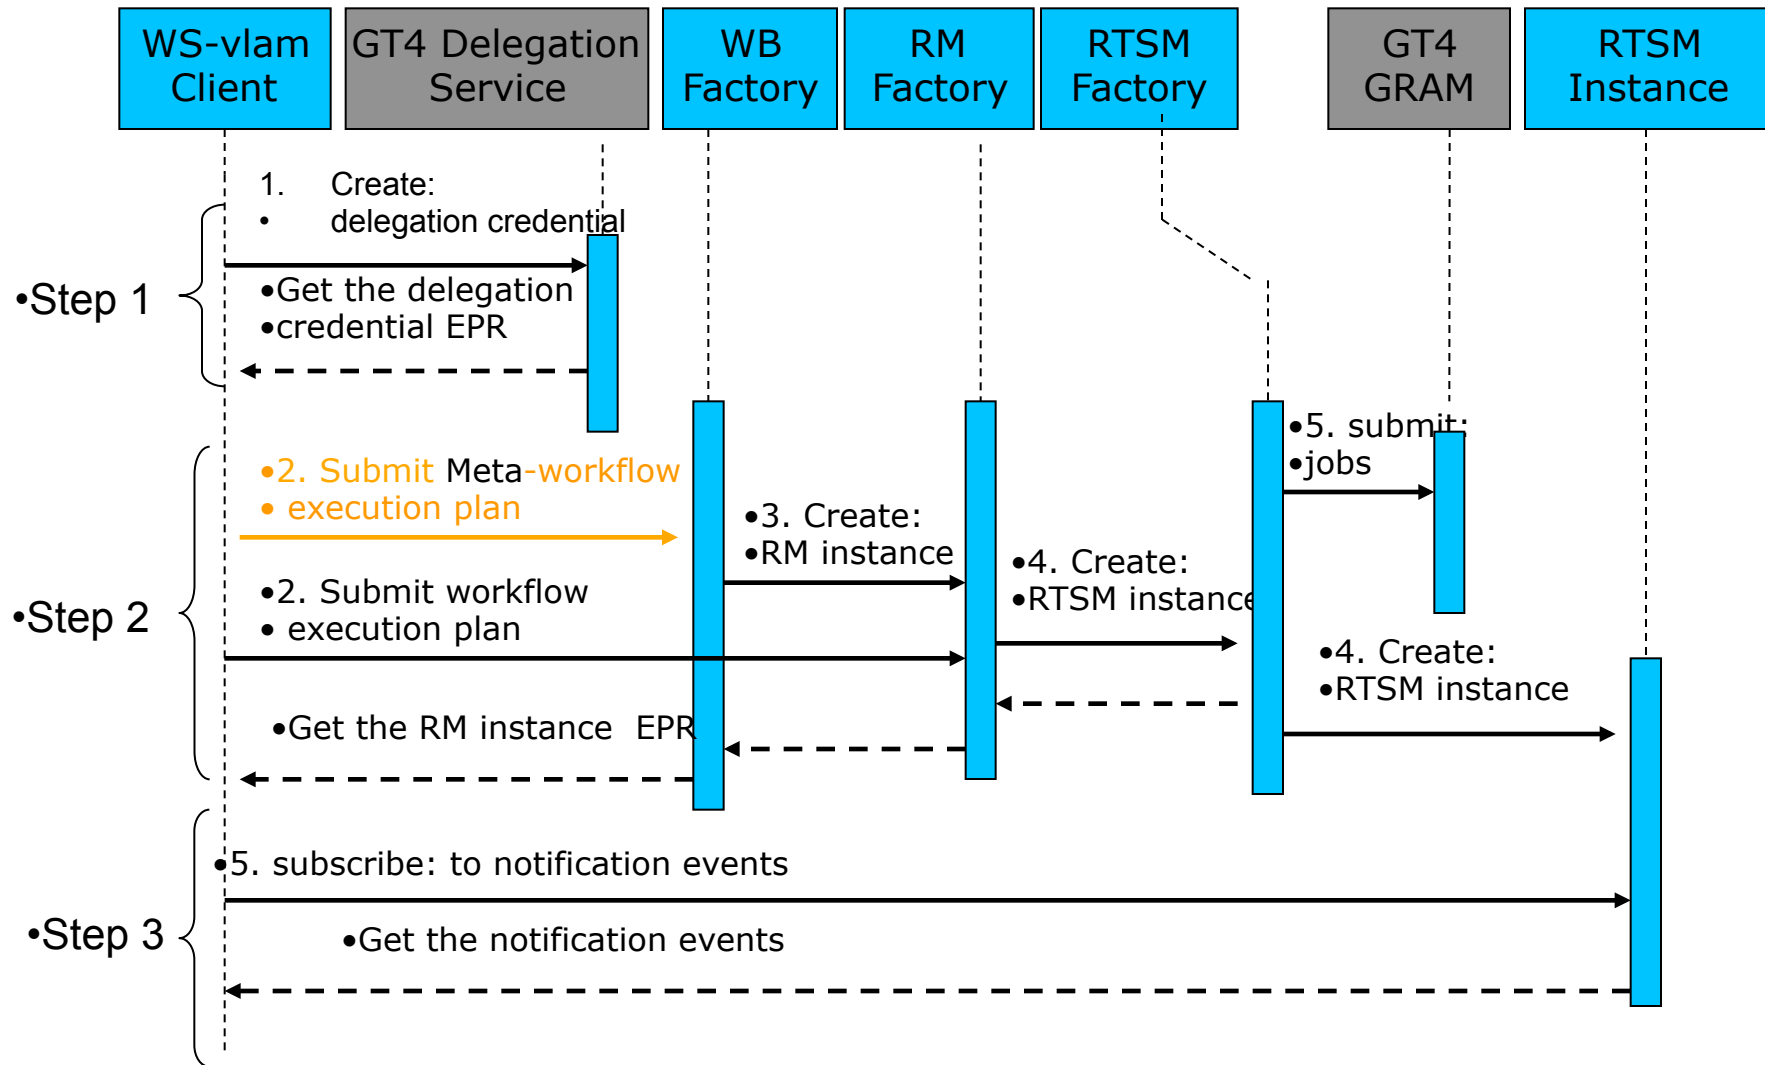 WS-vlam
Client
GT4 Delegation
Service
WB
Factory
RM
Factory
RTSM
Factory
GT4
GRAM
RTSM
Instance
1. Create:
• delegation credential
•Step 1
•Get the delegation
•credential EPR
•5. submit:
•jobs
•2. Submit Meta-workflow
• execution plan
•3. Create:
•RM instance
•4. Create:
•RTSM instance
•Step 2
•2. Submit workflow
• execution plan
•4. Create:
•RTSM instance
•Get the RM instance EPR
•5. subscribe: to notification events
•Step 3
•Get the notification events